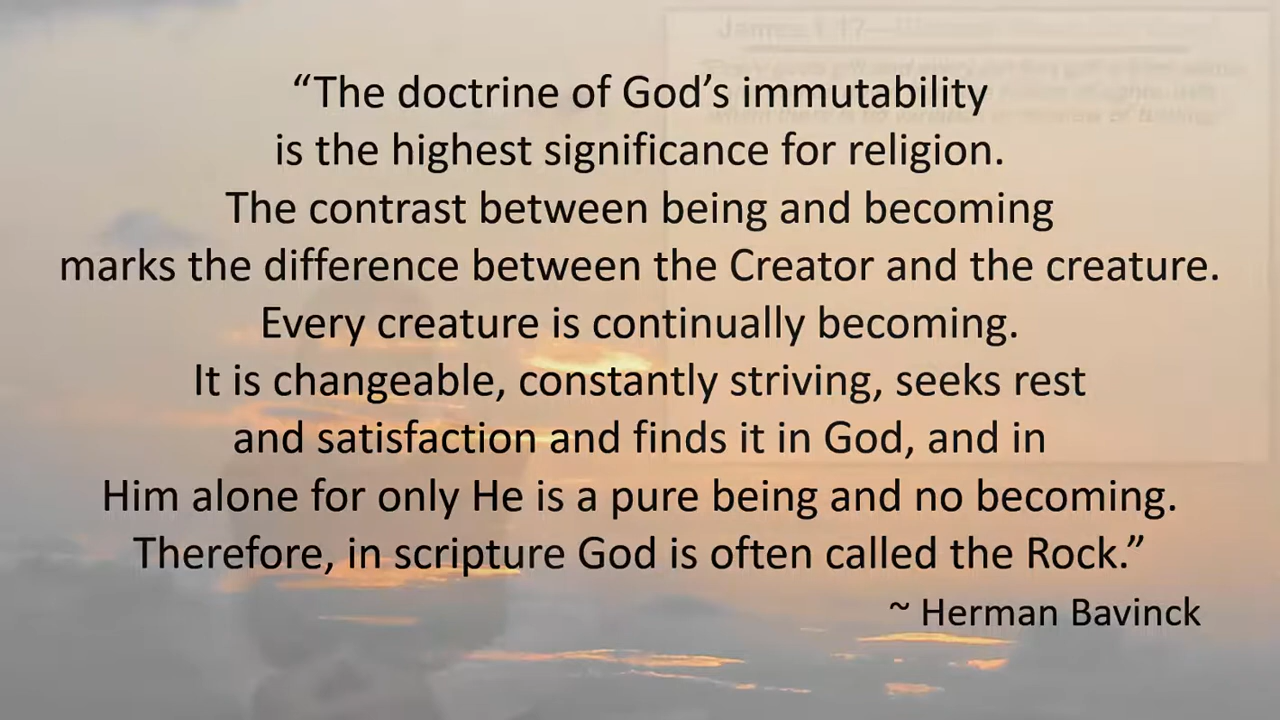 James 1:17—
“The doctrine of God’s immutability
is the highest significance for religion.
The contrast between being and becoming
marks the difference between the Creator and the creature.
Every creature is continually becoming.
It is changeable, constantly striving, seeks rest
and satisfaction and finds it in God, and in
Him alone for only He is a pure being and no becoming.
Therefore, in scripture God is often called the Rock.”
~ Herman Bavinck